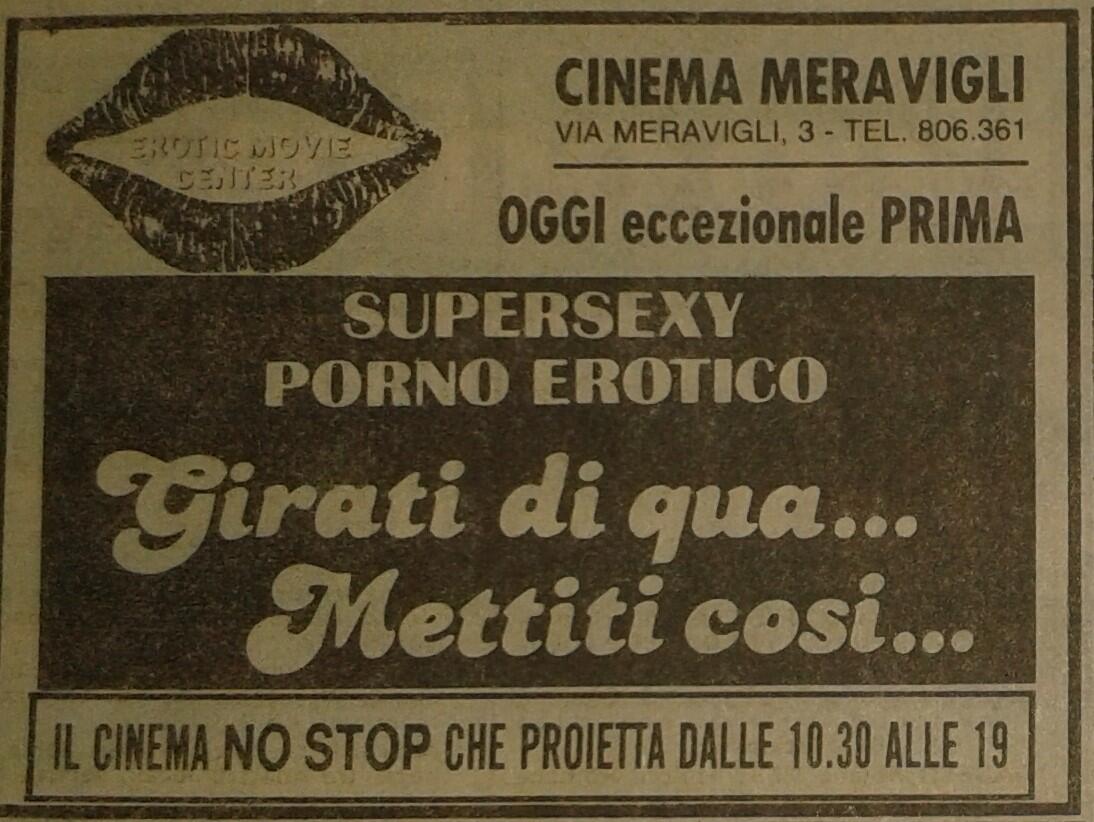 EROTIC MOVIE
CENTER
CINEMA MERAVIGLI
VIA MERAVIGLI, 3 - TEL. 806.361
OGGI eccezionale PRIMA
SUPERSEXY
PORNO EROTICO
Girati di qua...
Mettiti cosi...
IL CINEMA NO STOP CHE PROIETTA DALLE 10.30 ALLE 19